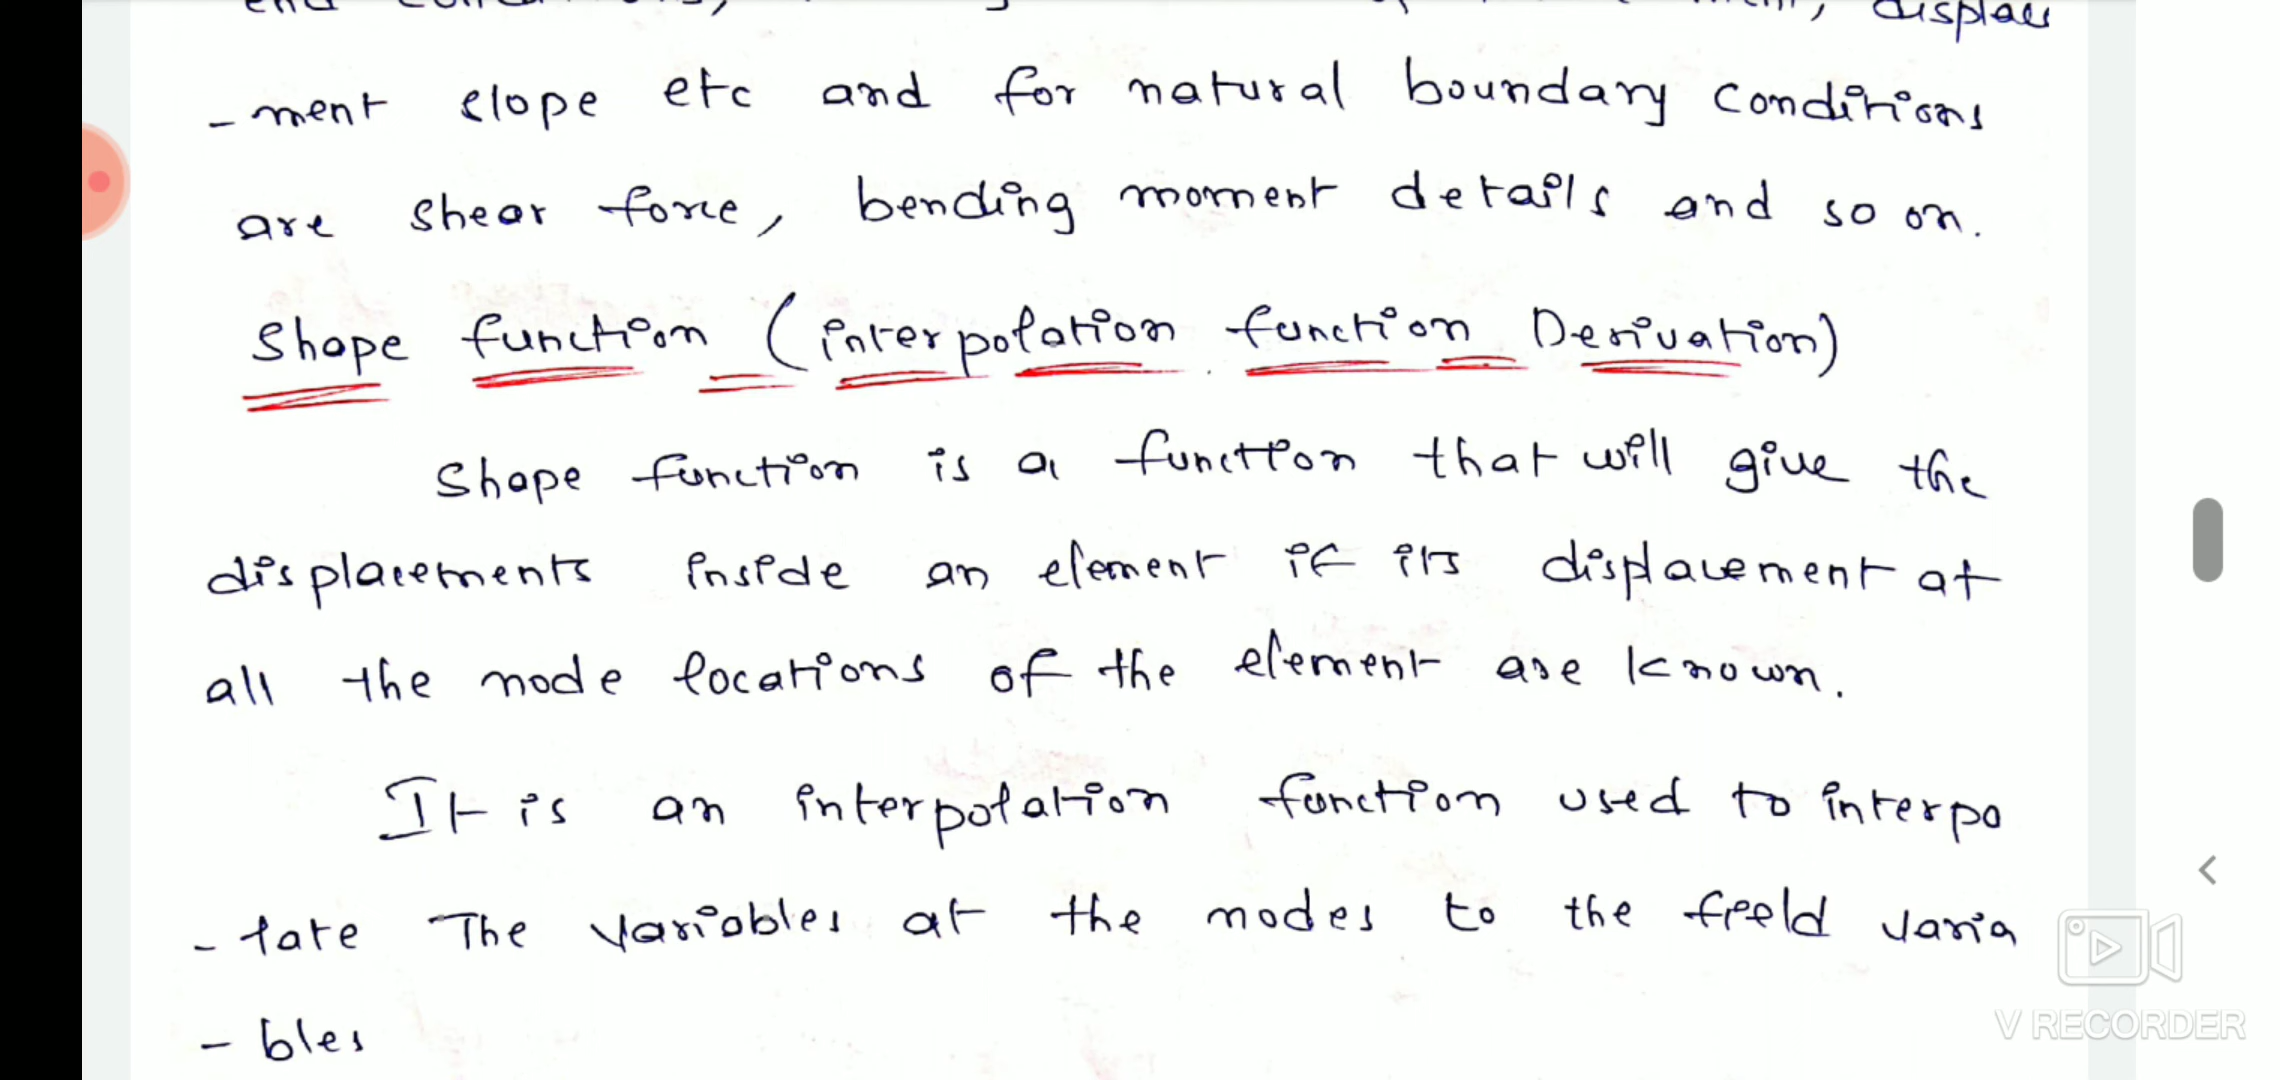 displace
- ment slope etc and for natural boundary conditions
are shear force, bending moment details and so on.
Shape function (interpolation function Derivation)
Shape function is a function that will give the
displacements inside an element if its displacement at
all the node locations of the element are known.
It is an interpolation function used to interpo
- late The variables at the nodes to the field varia
- bles
V RECORDER